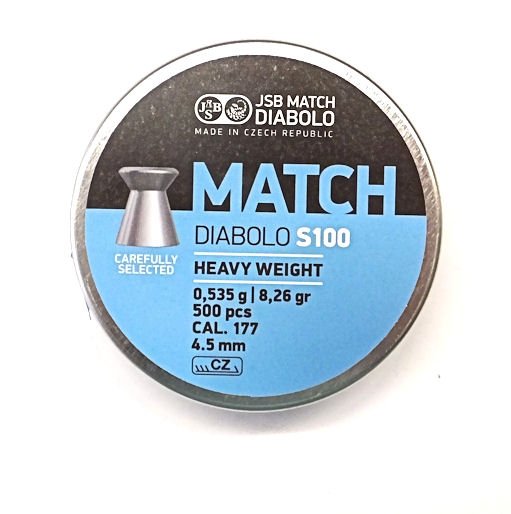 JSB
JSB MATCH
DIABOLO
MADE IN CZECH REPUBLIC
MATCH
DIABOLO S100
CAREFULLY
SELECTED
HEAVY WEIGHT
0,535 g | 8,26 gr
500 pcs
CAL. 177
4.5 mm
CZ